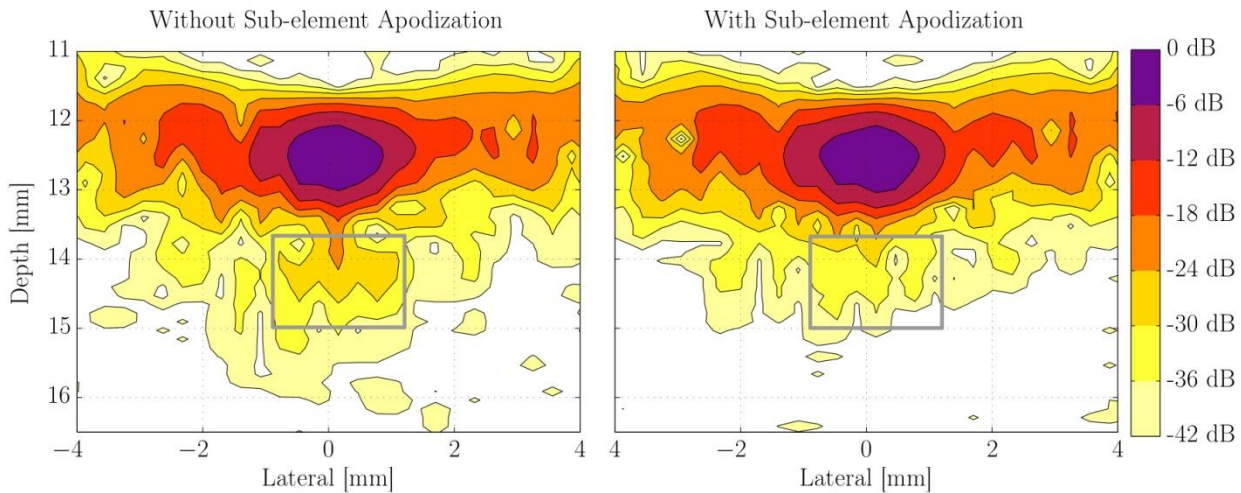 Without Sub-element Apodization
With Sub-element Apodization
11
12
13
14
15
16
Depth [mm]
−4
−2
0
2
4
Lateral [mm]
−4
−2
0
2
4
Lateral [mm]
0 dB
-6 dB
-12 dB
-18 dB
-24 dB
-30 dB
-36 dB
-42 dB